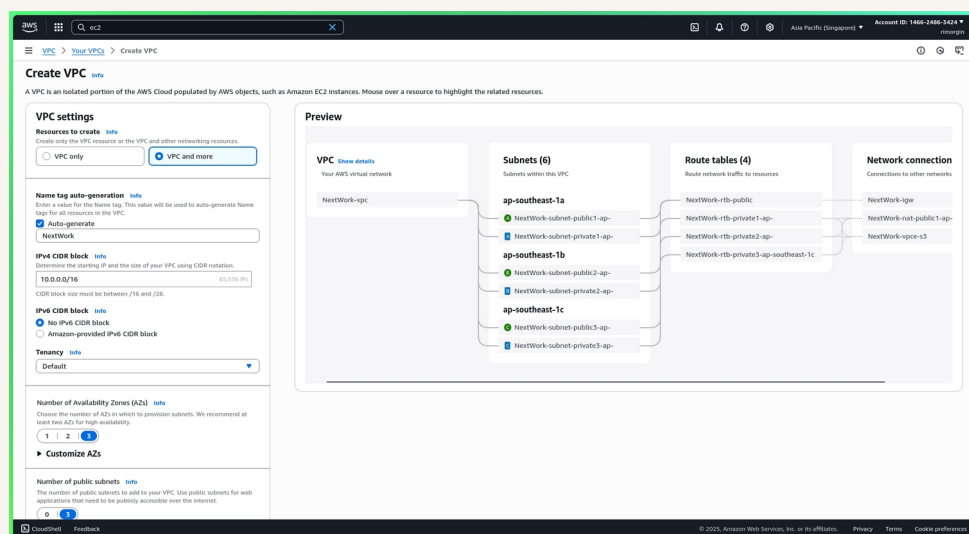 aws
ec2
Asia Pacific (Singapore)
Account ID: 1466-2486-3424
rimorgin
VPC > Your VPCs > Create VPC
Create VPC Info
A VPC is an isolated portion of the AWS Cloud populated by AWS objects, such as Amazon EC2 instances. Mouse over a resource to highlight the related resources.
VPC settings
Resources to create Info
Create only the VPC resource or the VPC and other networking resources.
VPC only
VPC and more
Name tag auto-generation Info
Enter a value for the Name tag. This value will be used to auto-generate Name
tags for all resources in the VPC.
Auto-generate
NextWork
IPv4 CIDR block Info
Determine the starting IP and the size of your VPC using CIDR notation.
10.0.0.0/16 65,536 IPs
CIDR block size must be between /16 and /28.
IPv6 CIDR block Info
No IPv6 CIDR block
Amazon-provided IPv6 CIDR block
Tenancy Info
Default
Number of Availability Zones (AZs) Info
Choose the number of AZs in which to provision subnets. We recommend at
least two AZs for high availability.
1 2 3
Customize AZs
Number of public subnets Info
The number of public subnets to add to your VPC. Use public subnets for web
applications that need to be publicly accessible over the internet.
0 3
Preview
VPC Show details
Your AWS virtual network
NextWork-vpc
Subnets (6)
Subnets within this VPC
ap-southeast-1a
A NextWork-subnet-public1-ap-
A NextWork-subnet-private1-ap-
ap-southeast-1b
B NextWork-subnet-public2-ap-
B NextWork-subnet-private2-ap-
ap-southeast-1c
C NextWork-subnet-public3-ap-
C NextWork-subnet-private3-ap-
Route tables (4)
Route network traffic to resources
NextWork-rtb-public
NextWork-rtb-private1-ap-
NextWork-rtb-private2-ap-
NextWork-rtb-private3-ap-southeast-1c
Network connection
Connections to other networks
NextWork-igw
NextWork-nat-public1-ap-
NextWork-vpce-s3
CloudShell Feedback
© 2025, Amazon Web Services, Inc. or its affiliates. Privacy Terms Cookie preferences